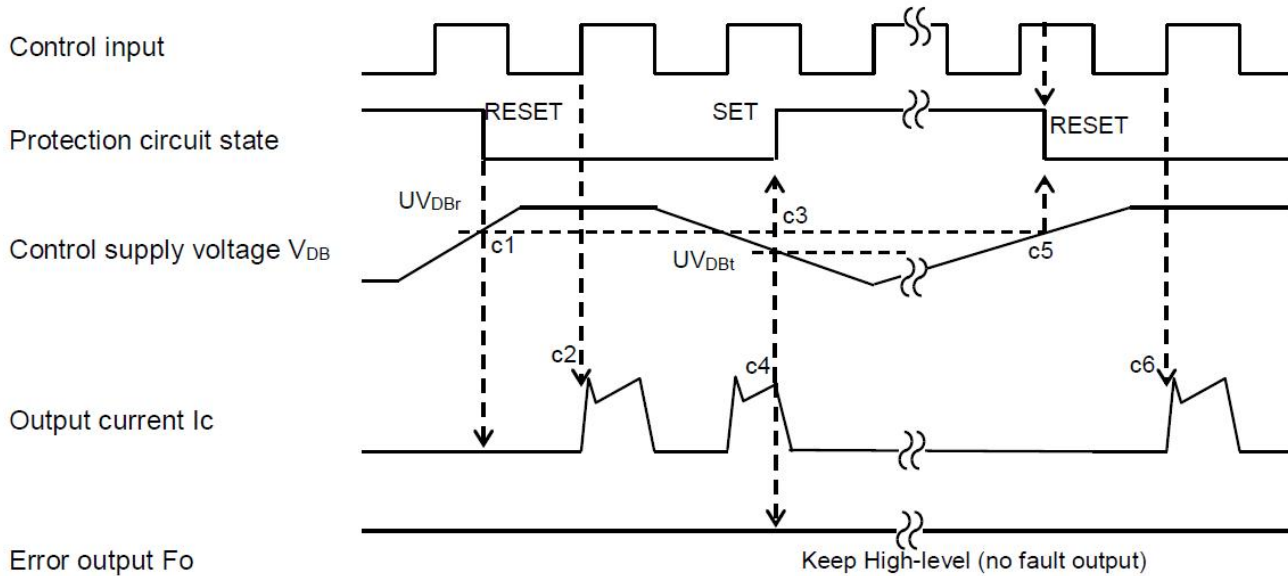 Control input
RESET
SET
RESET
Protection circuit state
UVDBr
c3
Control supply voltage VDB
c1
c5
UVDBt
c2
c4
c6
Output current Ic
Error output Fo
Keep High-level (no fault output)